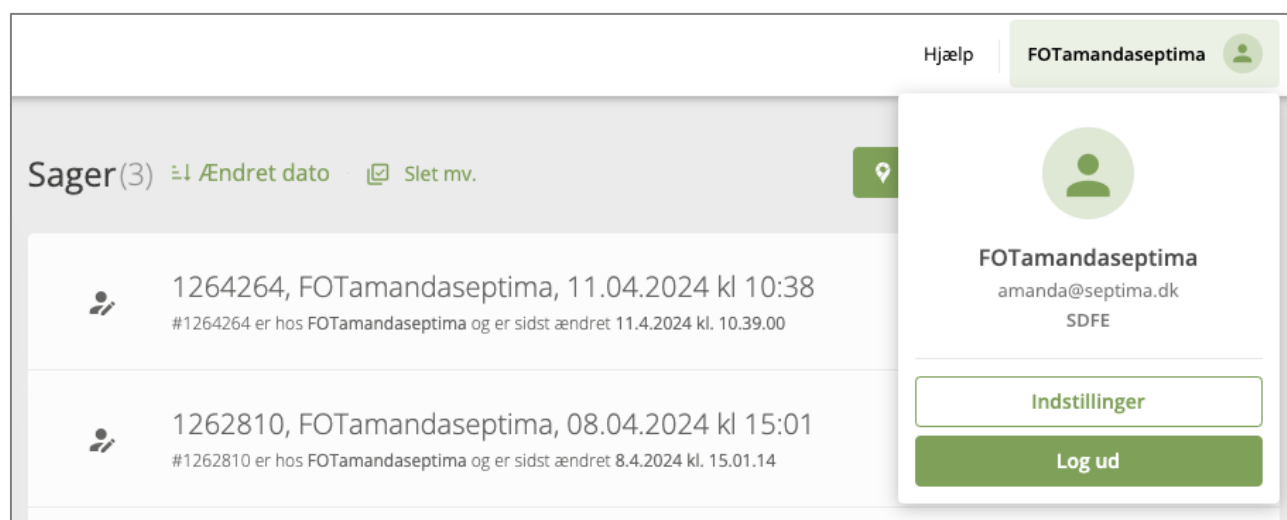 Hjælp
FOTamandaseptima
Sager(3)
Ændret dato
Slet mv.
FOTamandaseptima
amanda@septima.dk
SDFE
1264264, FOTamandaseptima, 11.04.2024 kl 10:38
#1264264 er hos FOTamandaseptima og er sidst ændret 11.4.2024 kl. 10.39.00
1262810, FOTamandaseptima, 08.04.2024 kl 15:01
#1262810 er hos FOTamandaseptima og er sidst ændret 8.4.2024 kl. 15.01.14
Indstillinger
Log ud